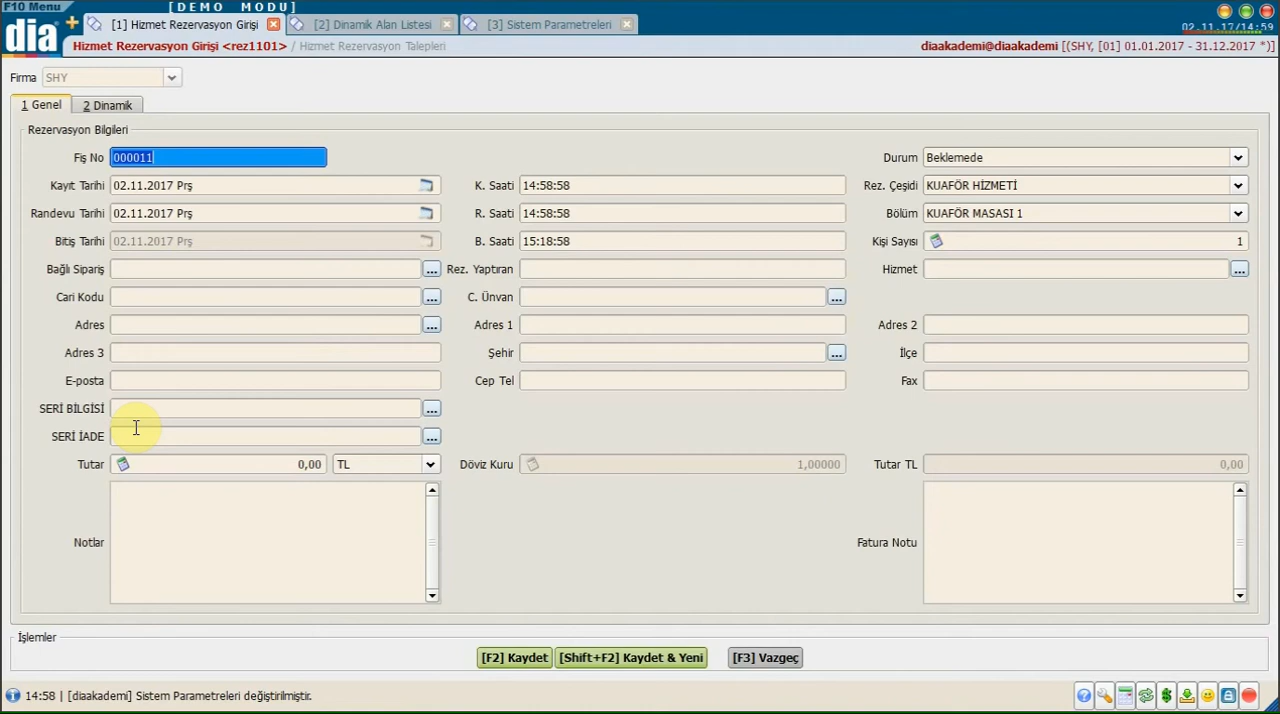 F10 Menu
[DEMO MODU]
dia
[1] Hizmet Rezervasyon Girişi
[2] Dinamik Alan Listesi
[3] Sistem Parametreleri
02.11.17/14:59
Hizmet Rezervasyon Girişi <rez1101> / Hizmet Rezervasyon Talepleri
diaakademi@diaakademi [(SHY, [01] 01.01.2017 - 31.12.2017 *)]
Firma SHY
1 Genel 2 Dinamik
Rezervasyon Bilgileri
Fiş No 000011 Durum Beklemede
Kayıt Tarihi 02.11.2017 Prş K. Saati 14:58:58 Rez. Çeşidi KUAFÖR HİZMETİ
Randevu Tarihi 02.11.2017 Prş R. Saati 14:58:58 Bölüm KUAFÖR MASASI 1
Bitiş Tarihi 02.11.2017 Prş B. Saati 15:18:58 Kişi Sayısı 1
Bağlı Sipariş ... Rez. Yaptıran Hizmet ...
Cari Kodu ... C. Ünvan ...
Adres ... Adres 1 Adres 2
Adres 3 Şehir ... İlçe
E-posta Cep Tel Fax
SERİ BİLGİSİ ...
SERİ İADE ...
Tutar 0,00 TL Döviz Kuru 1,00000 Tutar TL 0,00
Notlar Fatura Notu
İşlemler
[F2] Kaydet [Shift+F2] Kaydet & Yeni [F3] Vazgeç
14:58 | [diaakademi] Sistem Parametreleri değiştirilmiştir.